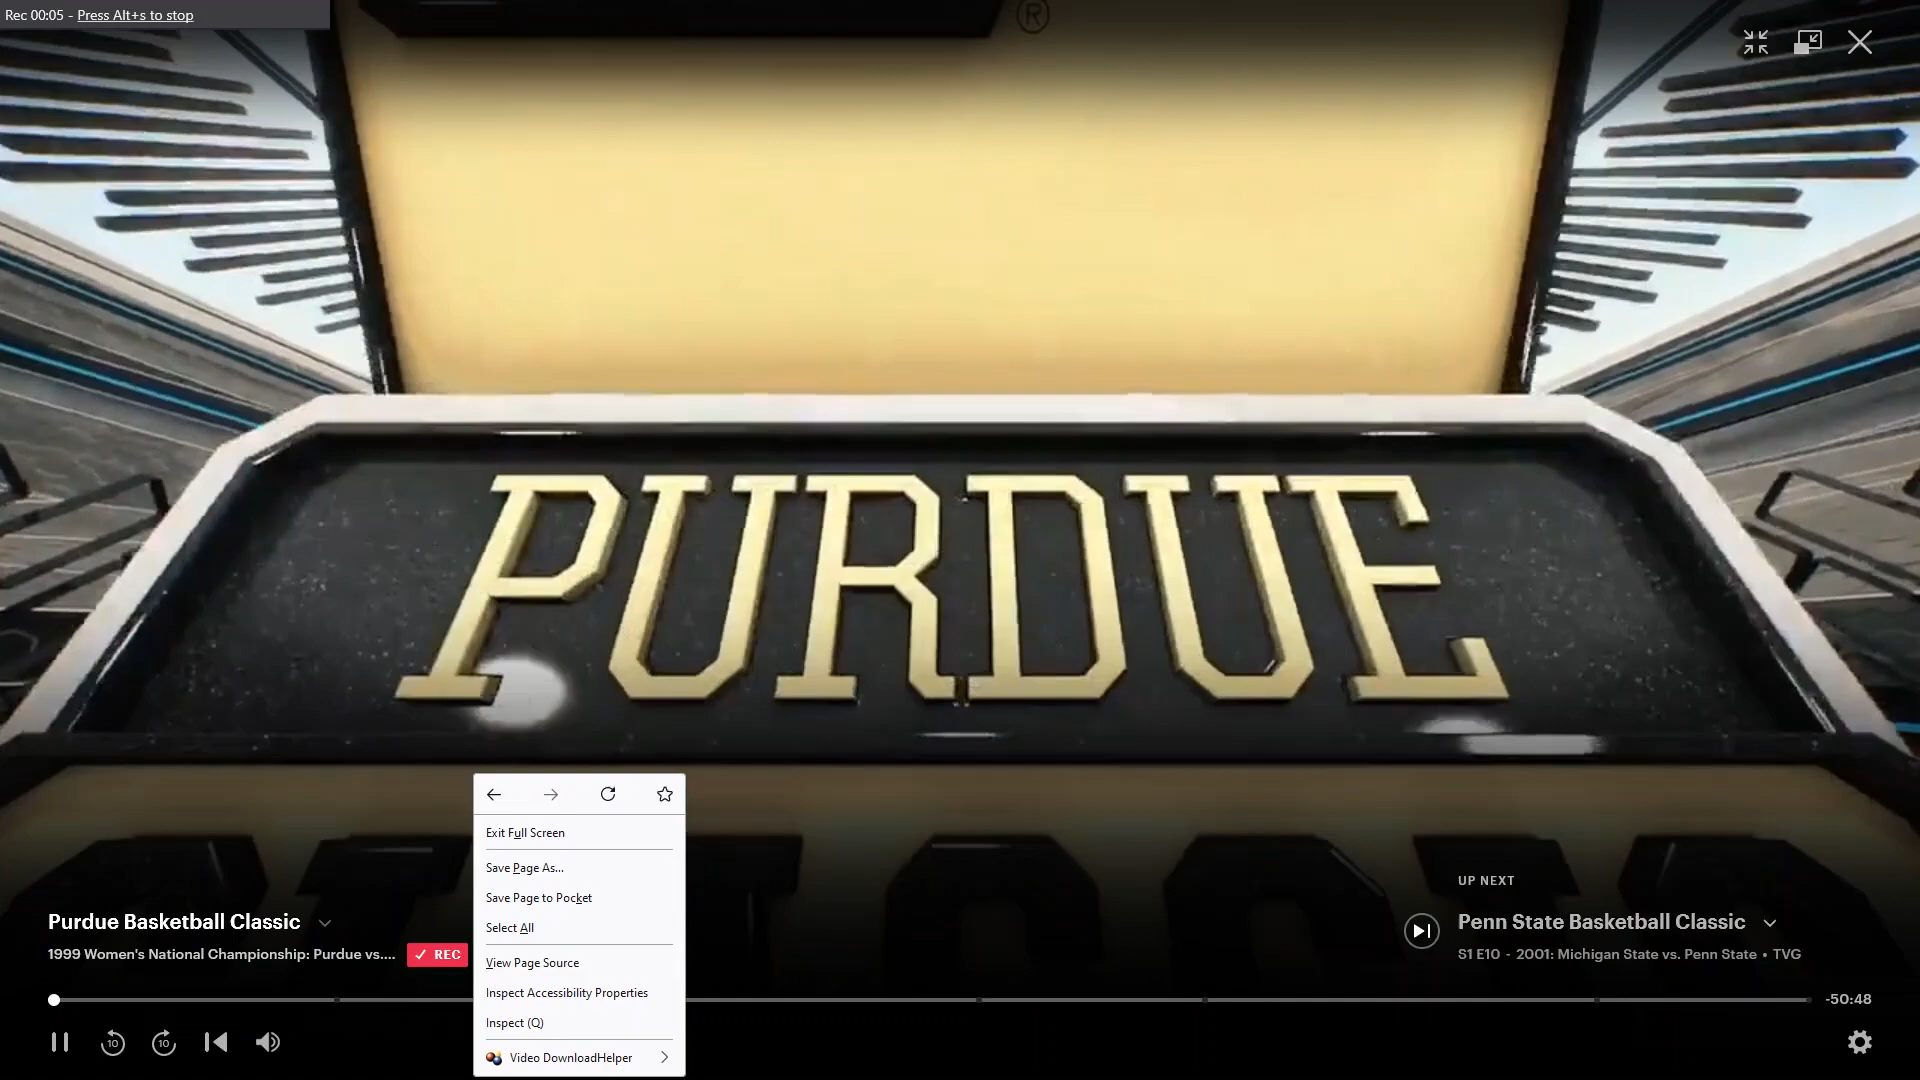 Rec 00:05 - Press Alt+s to stop
®
PURDUE
Exit Full Screen
Save Page As...
Save Page to Pocket
Select All
View Page Source
Inspect Accessibility Properties
Inspect (Q)
Video DownloadHelper
Purdue Basketball Classic
1999 Women's National Championship: Purdue vs....
✓ REC
UP NEXT
Penn State Basketball Classic
S1 E10 - 2001: Michigan State vs. Penn State • TVG
-50:48
10
10